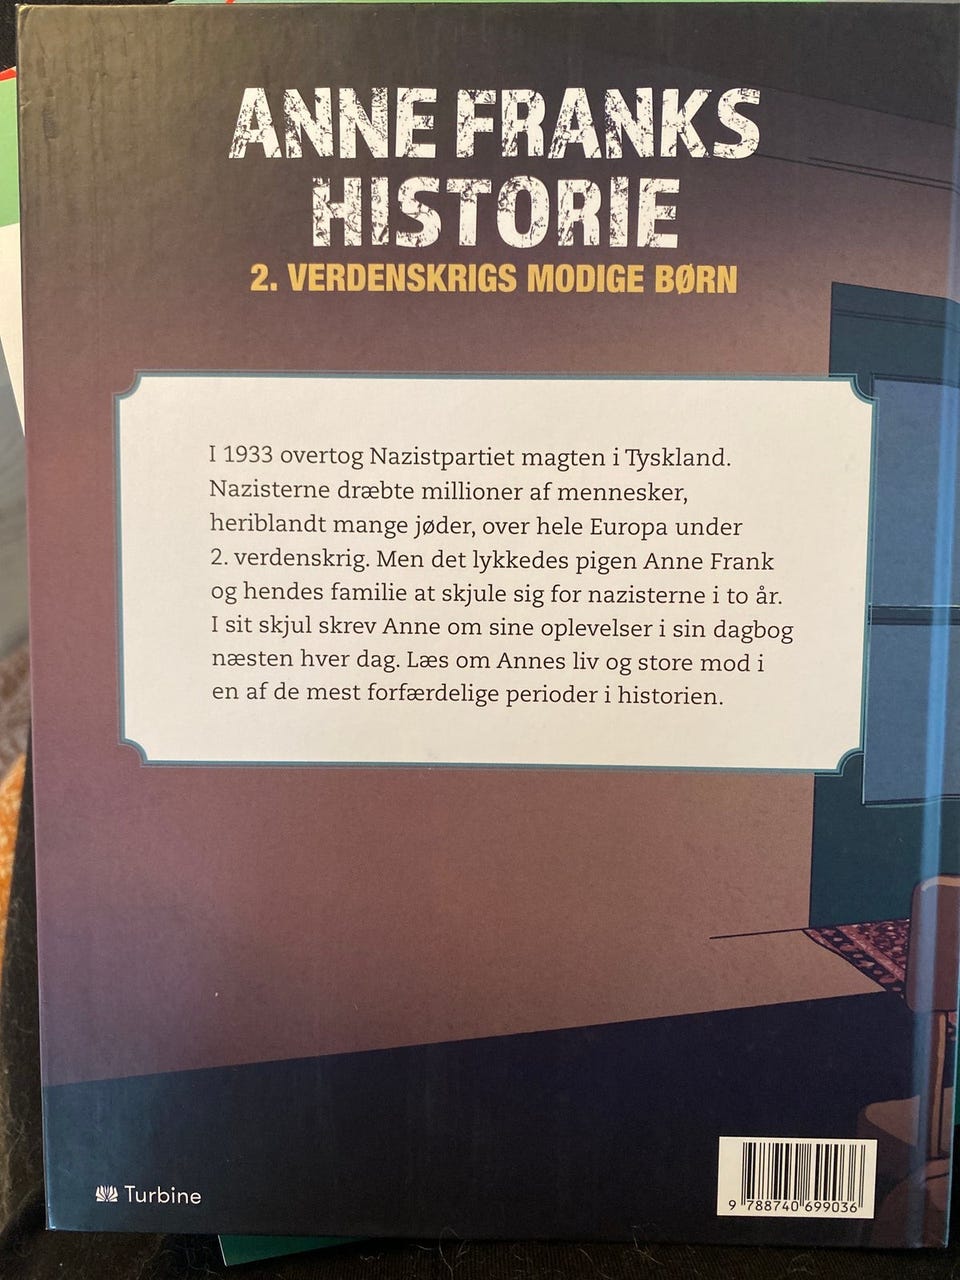 ANNE FRANKS
HISTORIE
2. VERDENSKRIGS MODIGE BØRN
I 1933 overtog Nazistpartiet magten i Tyskland.
Nazisterne dræbte millioner af mennesker,
heriblandt mange jøder, over hele Europa under
2. verdenskrig. Men det lykkedes pigen Anne Frank
og hendes familie at skjule sig for nazisterne i to år.
I sit skjul skrev Anne om sine oplevelser i sin dagbog
næsten hver dag. Læs om Annes liv og store mod i
en af de mest forfærdelige perioder i historien.
Turbine
9 788740 699036